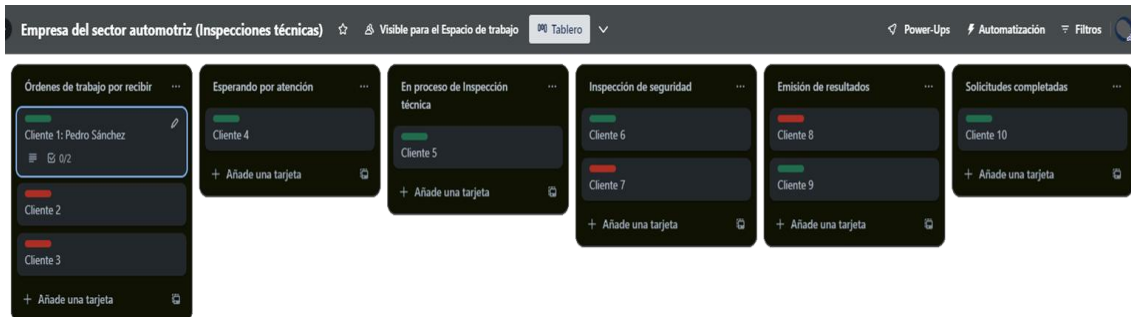 Empresa del sector automotriz (Inspecciones técnicas) Visible para el Espacio de trabajo Tablero Power-Ups Automatización Filtros
Órdenes de trabajo por recibir
Cliente 1: Pedro Sánchez
0/2
Cliente 2
Cliente 3
+ Añade una tarjeta
Esperando por atención
Cliente 4
+ Añade una tarjeta
En proceso de Inspección
técnica
Cliente 5
+ Añade una tarjeta
Inspección de seguridad
Cliente 6
Cliente 7
+ Añade una tarjeta
Emisión de resultados
Cliente 8
Cliente 9
+ Añade una tarjeta
Solicitudes completadas
Cliente 10
+ Añade una tarjeta